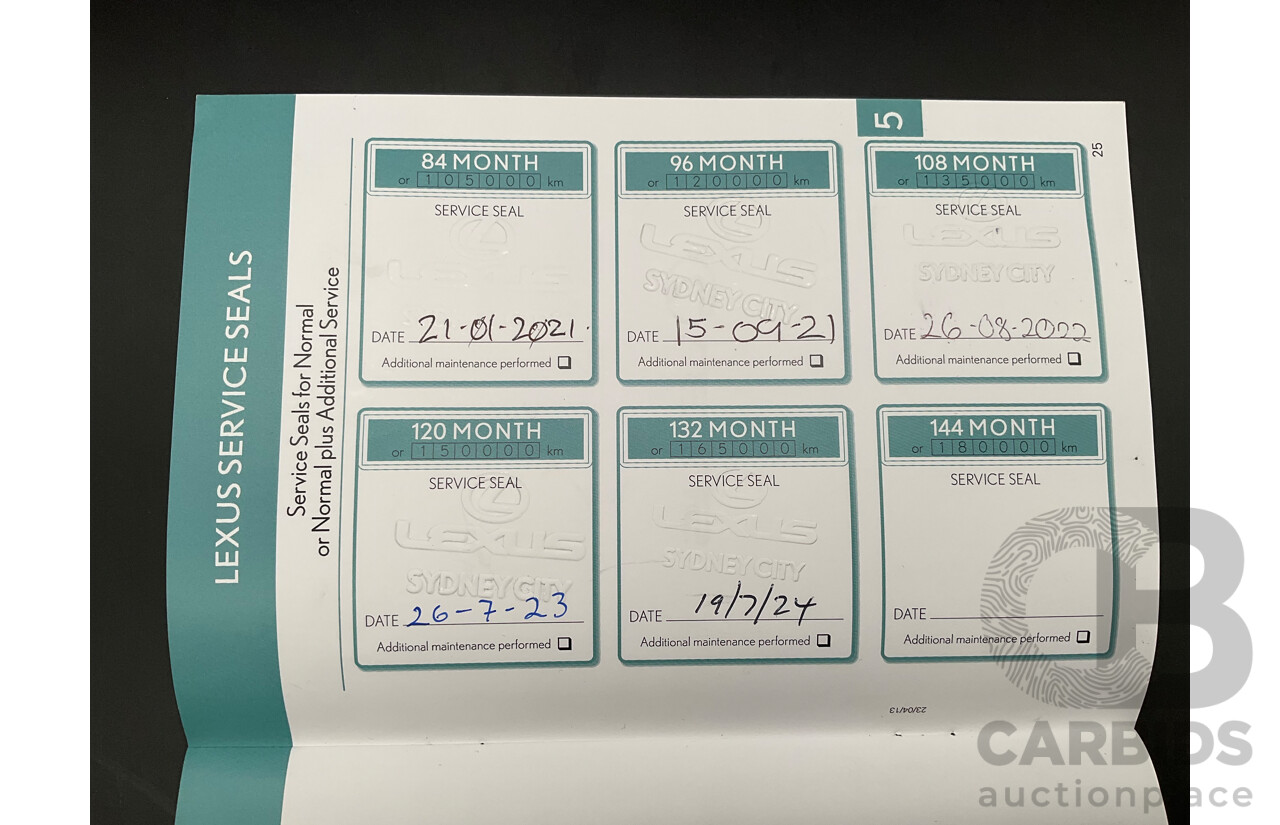 LEXUS SERVICE SEALS
Service Seals for Normal
or Normal plus Additional Service
5
25
84 MONTH
or 105000 km
SERVICE SEAL
LEXUS
DATE 21-01-2021.
Additional maintenance performed
96 MONTH
or 120000 km
SERVICE SEAL
LEXUS
SYDNEY CITY
DATE 15-09-21
Additional maintenance performed
108 MONTH
or 135000 km
SERVICE SEAL
LEXUS
SYDNEY CITY
DATE 26-08-2022
Additional maintenance performed
120 MONTH
or 150000 km
SERVICE SEAL
LEXUS
SYDNEY CITY
DATE 26-7-23
Additional maintenance performed
132 MONTH
or 165000 km
SERVICE SEAL
LEXUS
SYDNEY CITY
DATE 19/7/24
Additional maintenance performed
144 MONTH
or 180000 km
SERVICE SEAL
DATE
Additional maintenance performed
23/04/13
CB
CARBIDS
auctionplace